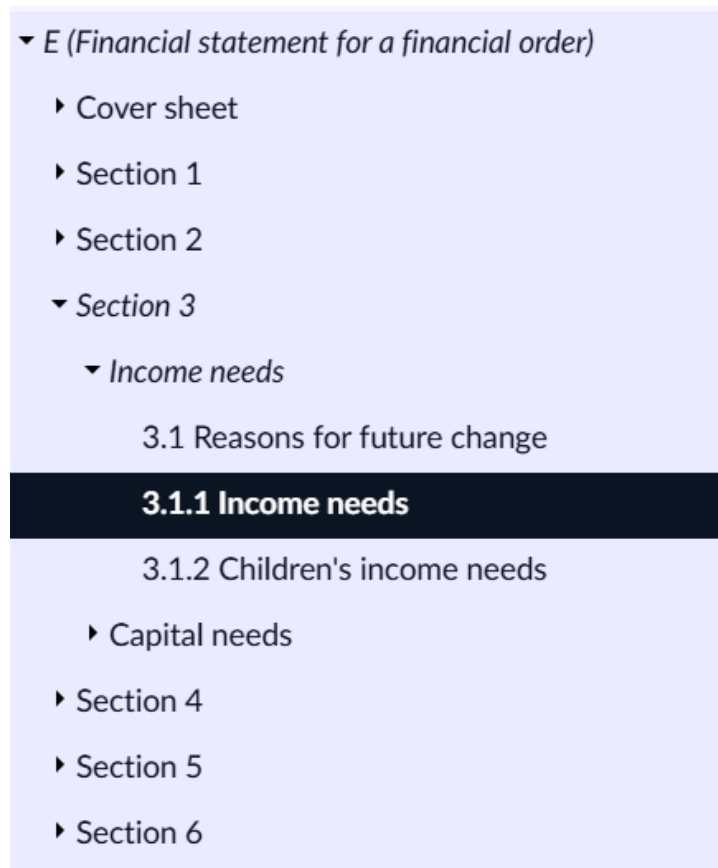 E (Financial statement for a financial order)
Cover sheet
Section 1
Section 2
Section 3
Income needs
3.1 Reasons for future change
3.1.1 Income needs
3.1.2 Children's income needs
Capital needs
Section 4
Section 5
Section 6